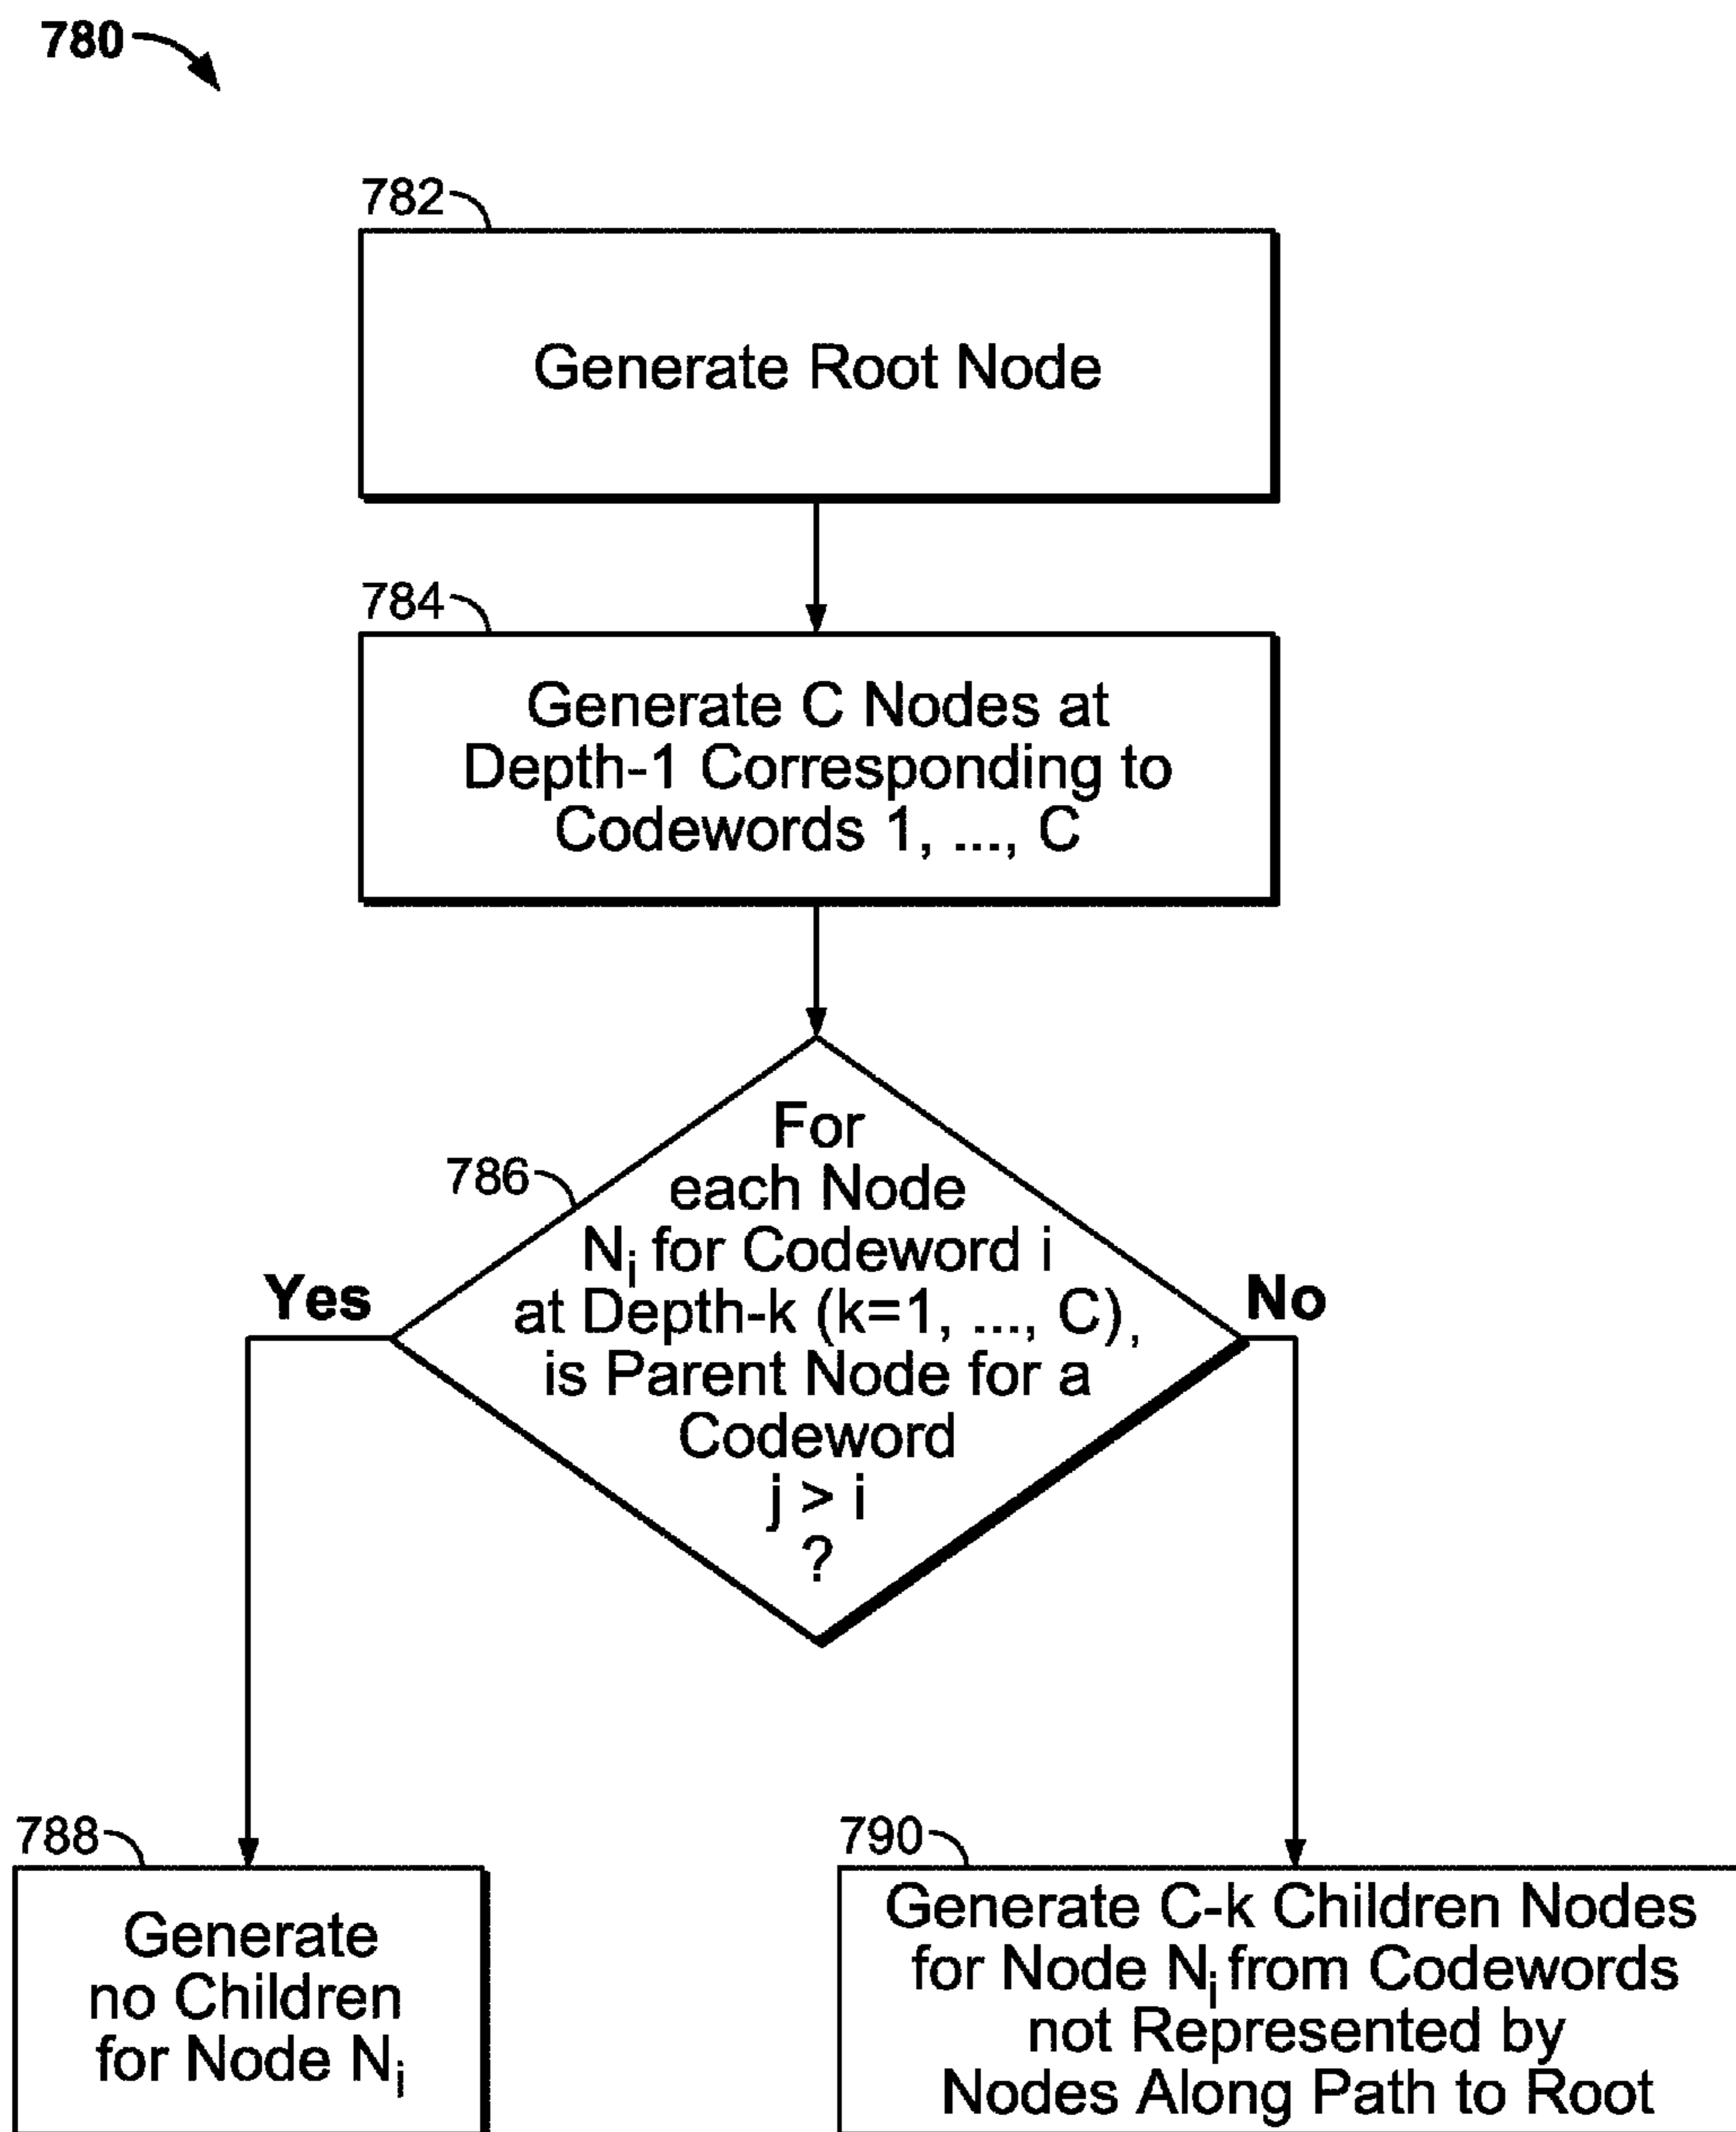 780
782
Generate Root Node
784
Generate C Nodes at
Depth-1 Corresponding to
Codewords 1, ..., C
786
For
each Node
Ni for Codeword i
at Depth-k (k=1, ..., C),
is Parent Node for a
Codeword
j > i
?
Yes
No
788
Generate
no Children
for Node Ni
790
Generate C-k Children Nodes
for Node Ni from Codewords
not Represented by
Nodes Along Path to Root